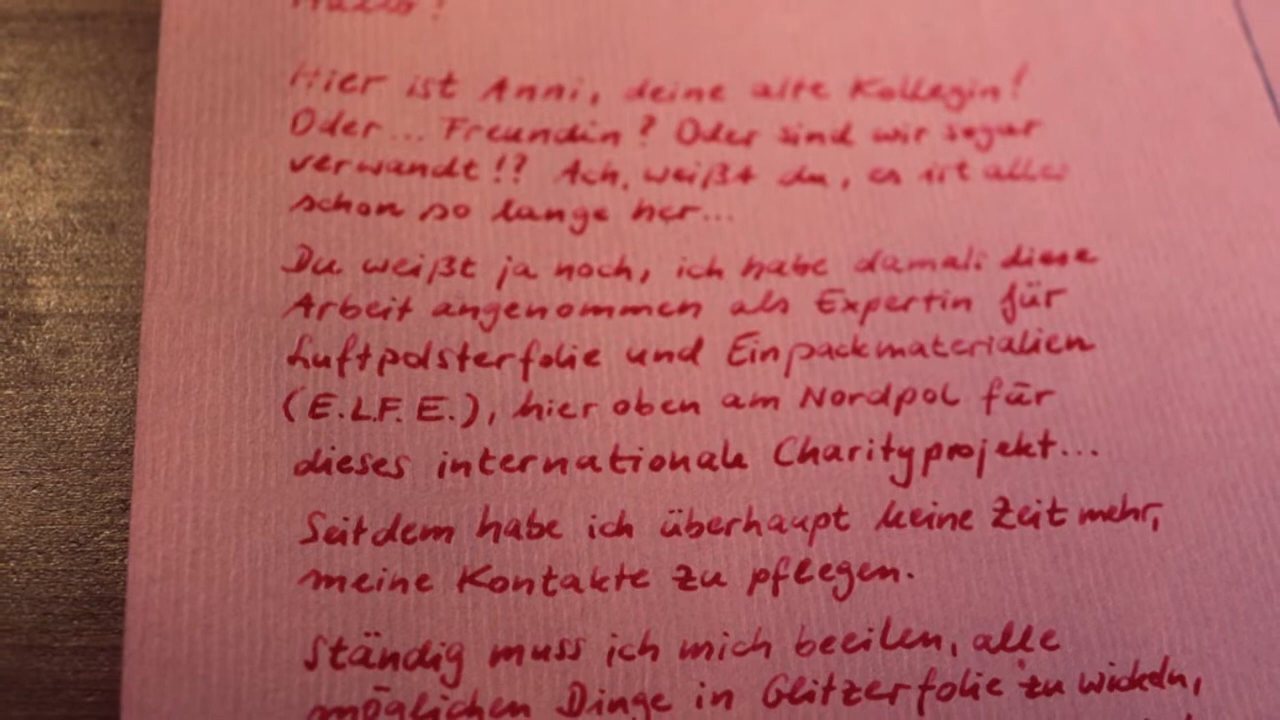 Hallo!
Hier ist Anni, deine alte Kollegin!
Oder... Freundin? Oder sind wir sogar
verwandt!? Ach, weißt du, es ist alles
schon so lange her...
Du weißt ja noch, ich habe damals diese
Arbeit angenommen als Expertin für
Luftpolsterfolie und Einpackmaterialien
(E.L.F.E.), hier oben am Nordpol für
dieses internationale Charityprojekt...
Seitdem habe ich überhaupt keine Zeit mehr,
meine Kontakte zu pflegen.
Ständig muss ich mich beeilen, alle
möglichen Dinge in Glitzerfolie zu wickeln,